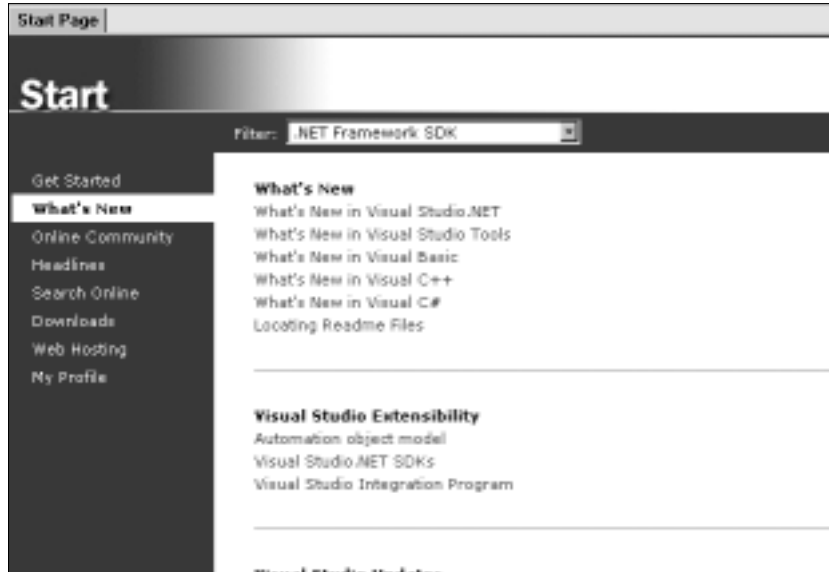 Start Page
Start
Filter: .NET Framework SDK
Get Started
What's New
Online Community
Headlines
Search Online
Downloads
Web Hosting
My Profile
What's New
What's New in Visual Studio.NET
What's New in Visual Studio Tools
What's New in Visual Basic
What's New in Visual C++
What's New in Visual C#
Locating Readme Files
Visual Studio Extensibility
Automation object model
Visual Studio.NET SDKs
Visual Studio Integration Program
Visual Studio Updates